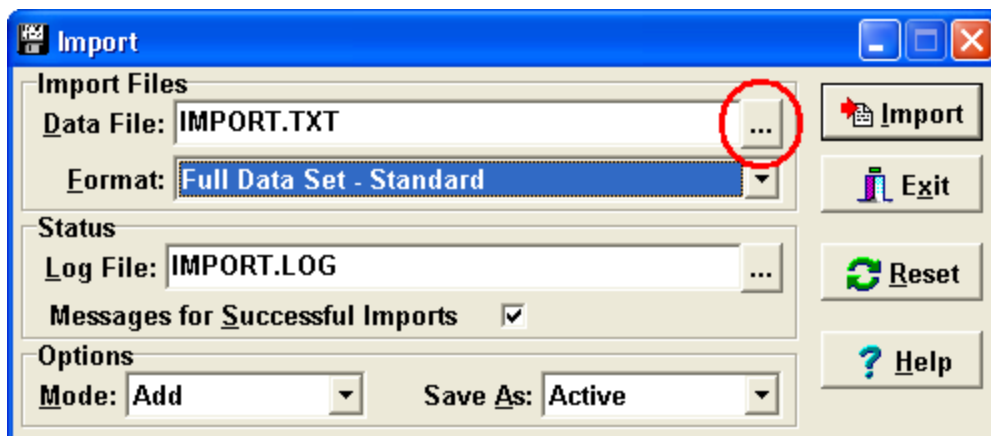 Import
Import Files
Data File: IMPORT.TXT ...
Import
Format: Full Data Set - Standard
Exit
Status
Log File: IMPORT.LOG ...
Reset
Messages for Successful Imports
Options
Help
Mode: Add Save As: Active